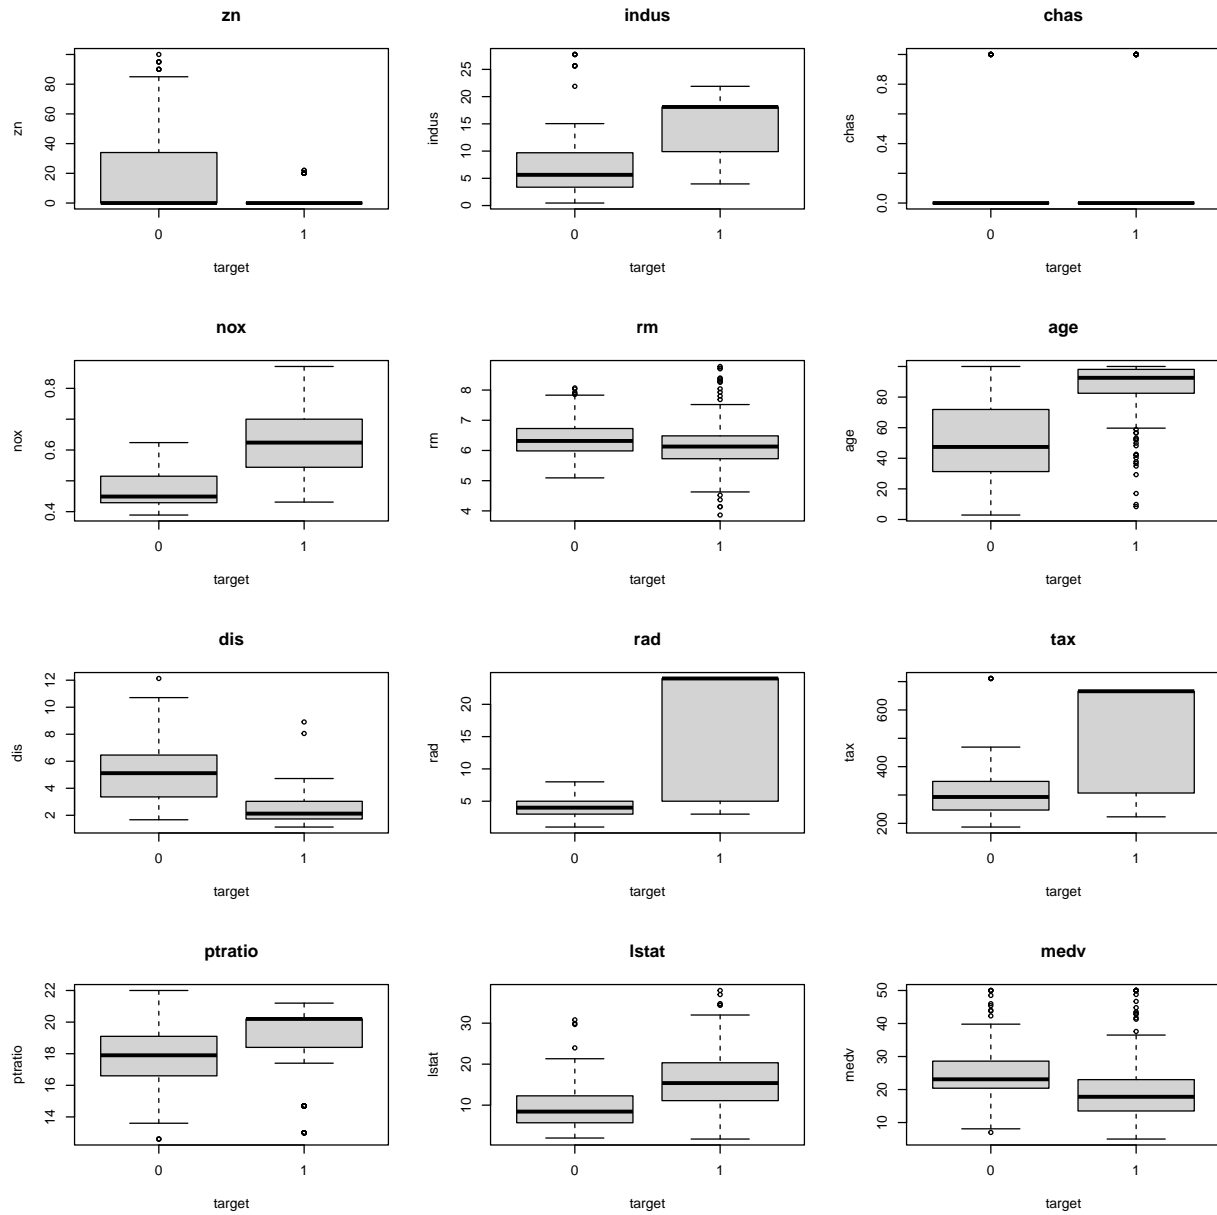 zn
zn
0 20 40 60 80
0 1
target
indus
indus
0 5 10 15 20 25
0 1
target
chas
chas
0.0 0.4 0.8
0 1
target
nox
nox
0.4 0.6 0.8
0 1
target
rm
rm
4 5 6 7 8
0 1
target
age
age
0 20 40 60 80
0 1
target
dis
dis
2 4 6 8 10 12
0 1
target
rad
rad
5 10 15 20
0 1
target
tax
tax
200 400 600
0 1
target
ptratio
ptratio
14 16 18 20 22
0 1
target
lstat
lstat
10 20 30
0 1
target
medv
medv
10 20 30 40 50
0 1
target